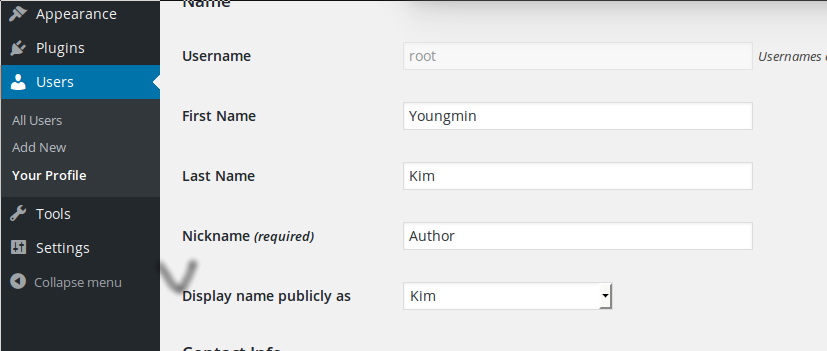 Appearance
Plugins
Users
All Users
Add New
Your Profile
Tools
Settings
Collapse menu
Name
Username root Usernames
First Name Youngmin
Last Name Kim
Nickname (required) Author
Display name publicly as Kim
Contact Info